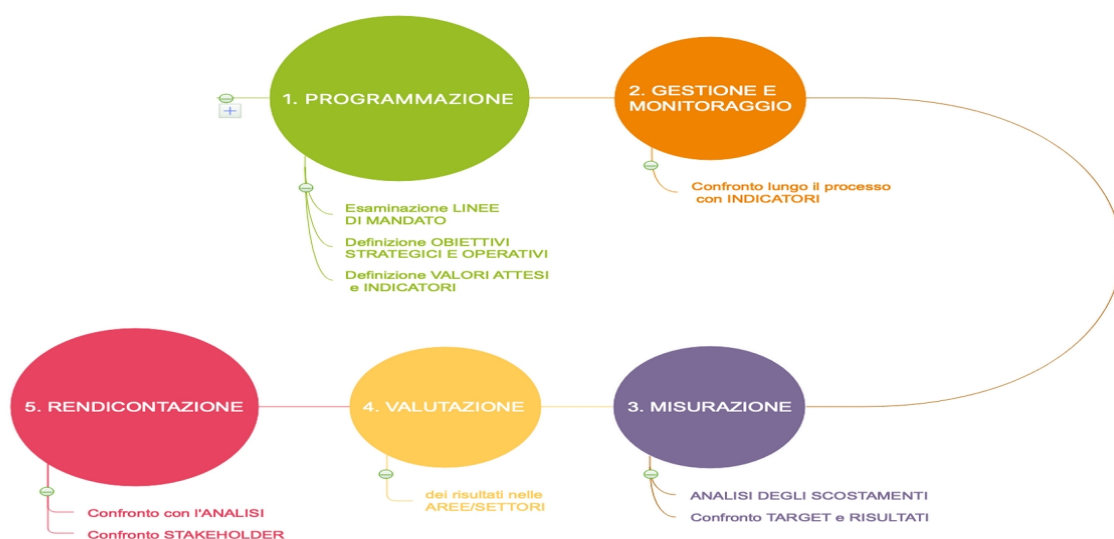 1. PROGRAMMAZIONE
2. GESTIONE E
MONITORAGGIO
Confronto lungo il processo
con INDICATORI
Esaminazione LINEE
DI MANDATO
Definizione OBIETTIVI
STRATEGICI E OPERATIVI
Definizione VALORI ATTESI
e INDICATORI
3. MISURAZIONE
ANALISI DEGLI SCOSTAMENTI
Confronto TARGET e RISULTATI
4. VALUTAZIONE
dei risultati nelle
AREE/SETTORI
5. RENDICONTAZIONE
Confronto con l'ANALISI
Confronto STAKEHOLDER